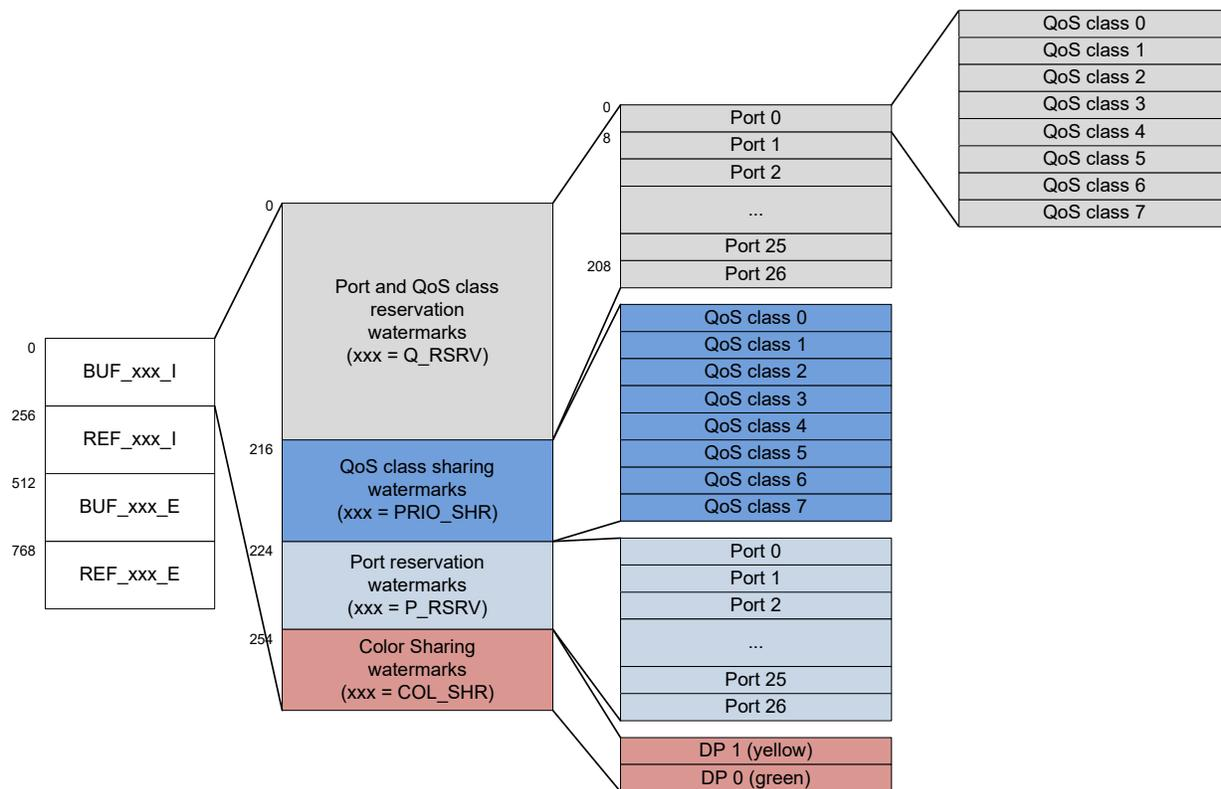 0
BUF_xxx_I
256
REF_xxx_I
512
BUF_xxx_E
768
REF_xxx_E
0
Port and QoS class
reservation
watermarks
(xxx = Q_RSRV)
216
QoS class sharing
watermarks
(xxx = PRIO_SHR)
224
Port reservation
watermarks
(xxx = P_RSRV)
254
Color Sharing
watermarks
(xxx = COL_SHR)
0
Port 0
8
Port 1
Port 2
...
Port 25
208
Port 26
QoS class 0
QoS class 1
QoS class 2
QoS class 3
QoS class 4
QoS class 5
QoS class 6
QoS class 7
Port 0
Port 1
Port 2
...
Port 25
Port 26
DP 1 (yellow)
DP 0 (green)
QoS class 0
QoS class 1
QoS class 2
QoS class 3
QoS class 4
QoS class 5
QoS class 6
QoS class 7